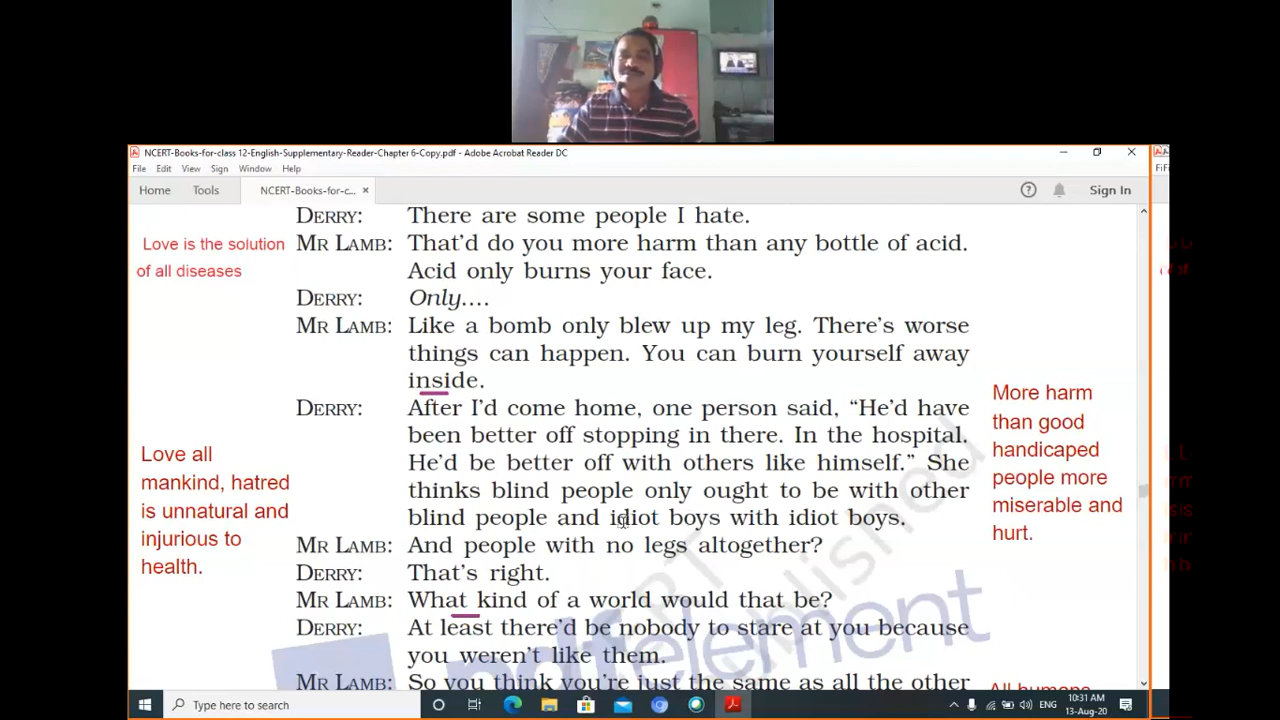 NCERT-Books-for-class 12-English-Supplementary-Reader-Chapter 6-Copy.pdf - Adobe Acrobat Reader DC
File Edit View Sign Window Help
Home Tools NCERT-Books-for-c... × Sign In
DERRY: There are some people I hate.
Love is the solution
of all diseases
MR LAMB: That'd do you more harm than any bottle of acid.
Acid only burns your face.
DERRY: Only....
MR LAMB: Like a bomb only blew up my leg. There's worse
things can happen. You can burn yourself away
inside.
DERRY: After I'd come home, one person said, “He'd have
been better off stopping in there. In the hospital.
He'd be better off with others like himself.” She
thinks blind people only ought to be with other
blind people and idiot boys with idiot boys.
Love all
mankind, hatred
is unnatural and
injurious to
health.
More harm
than good
handicaped
people more
miserable and
hurt.
MR LAMB: And people with no legs altogether?
DERRY: That's right.
MR LAMB: What kind of a world would that be?
DERRY: At least there'd be nobody to stare at you because
you weren't like them.
MR LAMB: So you think you're just the same as all the other
All humans
pdfelement
Type here to search
ENG
10:31 AM
13-Aug-20